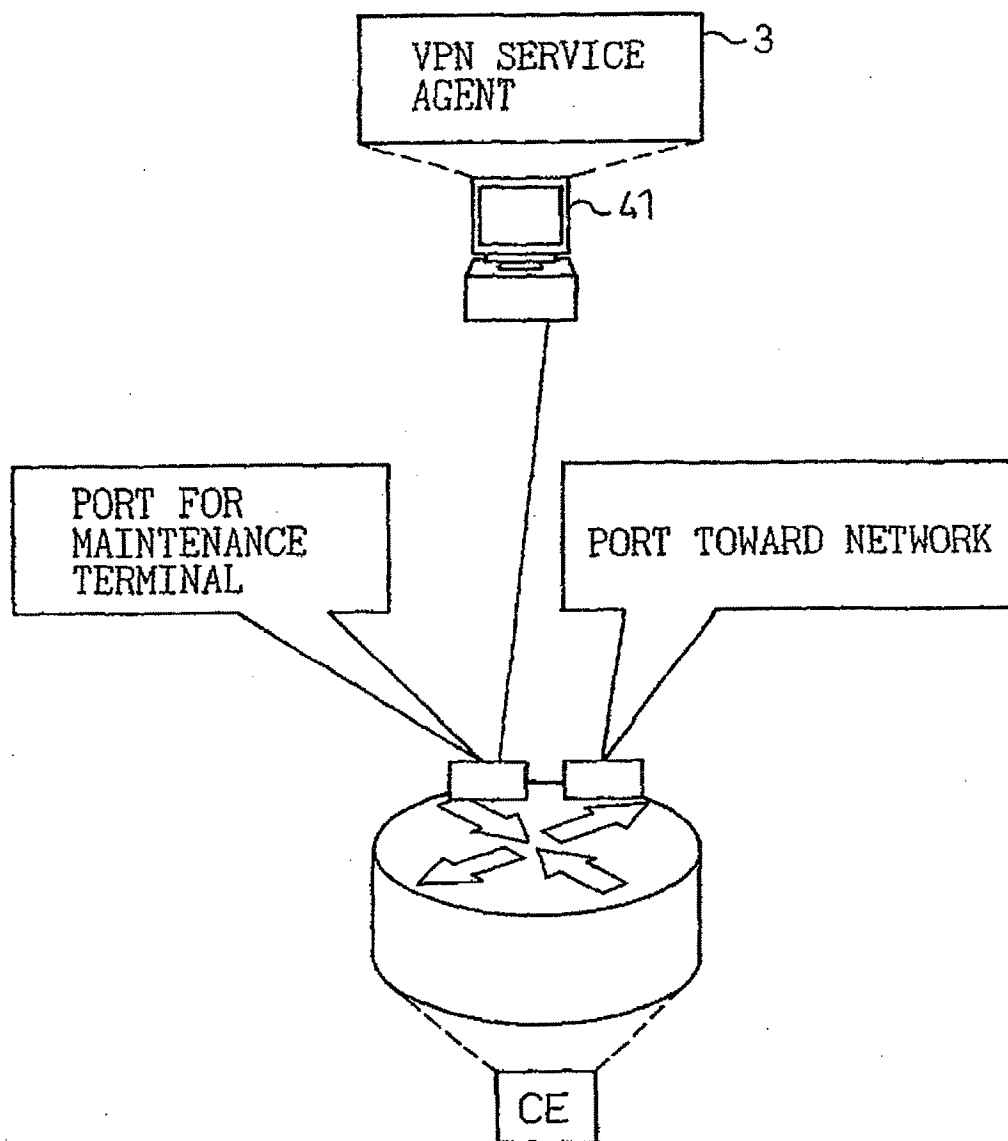 VPN SERVICE
AGENT
3
41
PORT FOR
MAINTENANCE
TERMINAL
PORT TOWARD NETWORK
CE